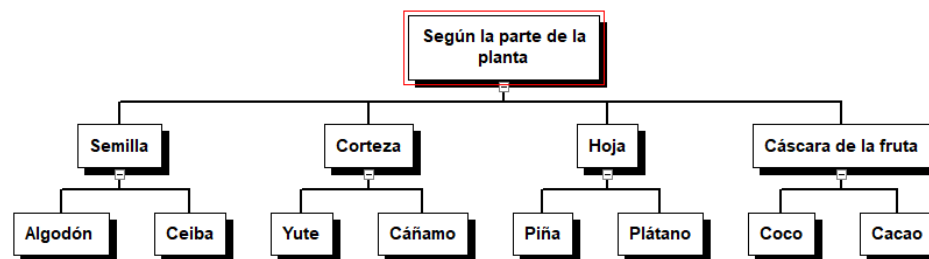 Según la parte de la
planta
Semilla
Corteza
Hoja
Cáscara de la fruta
Algodón
Ceiba
Yute
Cáñamo
Piña
Plátano
Coco
Cacao